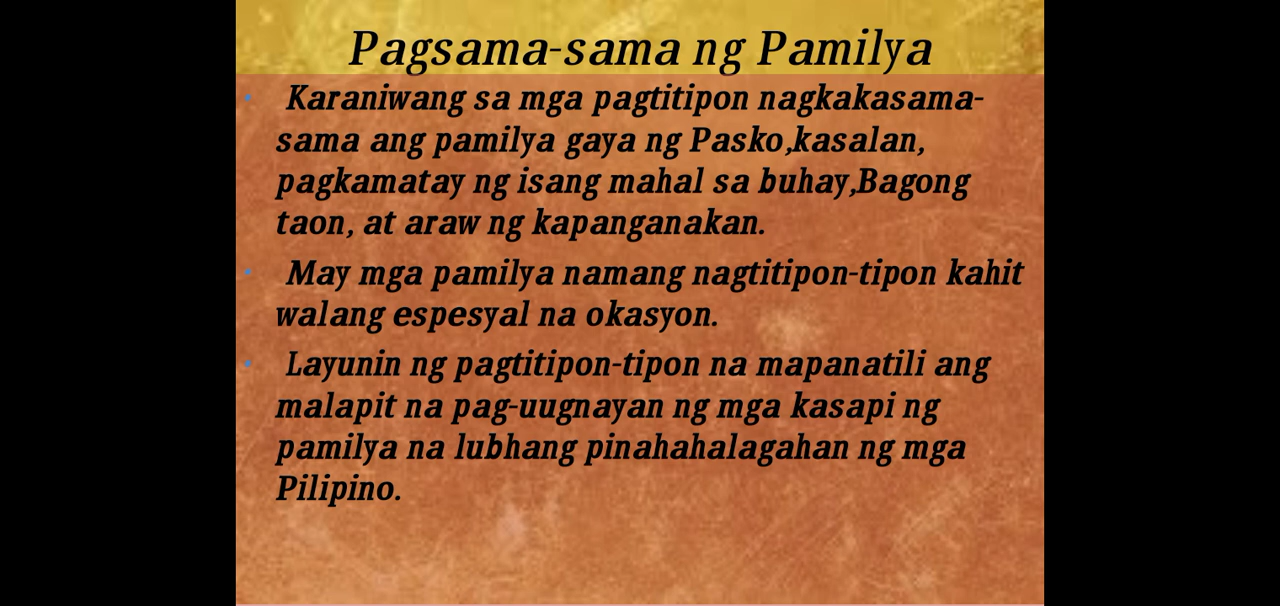 Pagsama-sama ng Pamilya
• Karaniwang sa mga pagtitipon nagkakasama-
sama ang pamilya gaya ng Pasko,kasalan,
pagkamatay ng isang mahal sa buhay,Bagong
taon, at araw ng kapanganakan.
• May mga pamilya namang nagtitipon-tipon kahit
walang espesyal na okasyon.
• Layunin ng pagtitipon-tipon na mapanatili ang
malapit na pag-uugnayan ng mga kasapi ng
pamilya na lubhang pinahahalagahan ng mga
Pilipino.